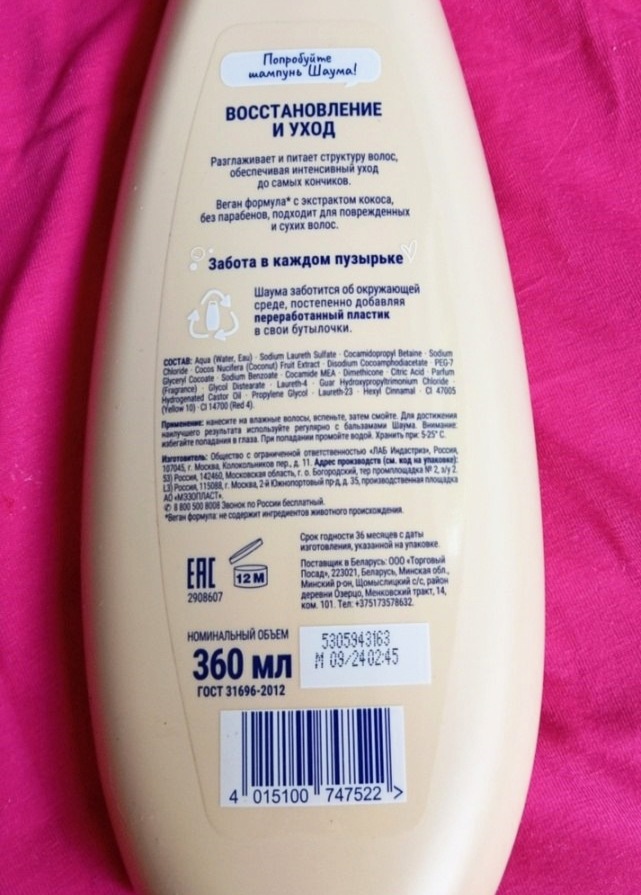 Попробуйте
шампунь Шаума!
ВОССТАНОВЛЕНИЕ
И УХОД
Разглаживает и питает структуру волос,
обеспечивая интенсивный уход
до самых кончиков.
Веган формула* с экстрактом кокоса,
без парабенов, подходит для поврежденных
и сухих волос.
Забота в каждом пузырьке
Шаума заботится об окружающей
среде, постепенно добавляя
переработанный пластик
в свои бутылочки.
СОСТАВ: Aqua (Water, Eau) · Sodium Laureth Sulfate · Cocamidopropyl Betaine · Sodium
Chloride · Cocos Nucifera (Coconut) Fruit Extract · Disodium Cocoamphodiacetate · PEG-7
Glyceryl Cocoate · Sodium Benzoate · Cocamide MEA · Dimethicone · Citric Acid · Parfum
(Fragrance) · Glycol Distearate · Laureth-4 · Guar Hydroxypropyltrimonium Chloride ·
Hydrogenated Castor Oil · Propylene Glycol · Laureth-23 · Hexyl Cinnamal · CI 47005
(Yellow 10) · CI 14700 (Red 4).
Применение: нанесите на влажные волосы, вспеньте, затем смойте. Для достижения
наилучшего результата используйте регулярно с бальзамами Шаума. Внимание:
избегайте попадания в глаза. При попадании промойте водой. Хранить при: 5-25° С.
Изготовитель: Общество с ограниченной ответственностью «ЛАБ Индастриз», Россия,
107045, г. Москва, Колокольников пер., д. 11. Адрес производств (см. код на упаковке):
53) Россия, 142460, Московская область, г. о. Богородский, тер промплощадка № 2, з/у 2.
L3) Россия, 115088, г. Москва, 2-й Южнопортовый пр-д, д. 35, производственная площадка
АО «МЭЗОПЛАСТ».
✆ 8 800 500 8008 Звонок по России бесплатный.
*Веган формула: не содержит ингредиентов животного происхождения.
EAC
2908607
12 M
Срок годности 36 месяцев с даты
изготовления, указанной на упаковке.
Поставщик в Беларусь: ООО «Торговый
Посад», 223021, Беларусь, Минская обл.,
Минский р-он, Щомыслицкий с/с, район
деревни Озерцо, Менковский тракт, 14,
ком. 101. Тел: +375173578632.
НОМИНАЛЬНЫЙ ОБЪЕМ
360 мл
ГОСТ 31696-2012
5305943163
M 09/24 02:45
4 015100 747522 >